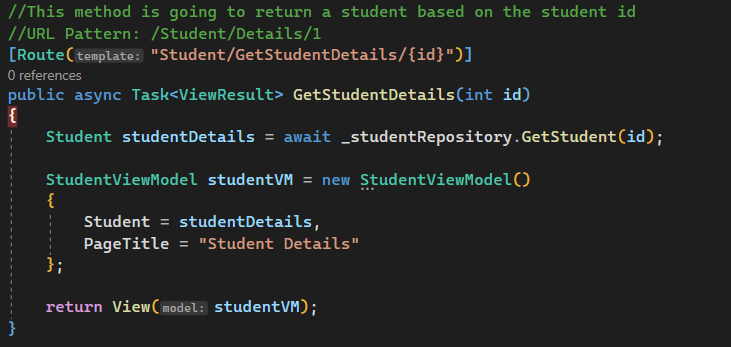 //This method is going to return a student based on the student id
//URL Pattern: /Student/Details/1
[Route(template: "Student/GetStudentDetails/{id}")]
0 references
public async Task<ViewResult> GetStudentDetails(int id)
{
    Student studentDetails = await _studentRepository.GetStudent(id);
    StudentViewModel studentVM = new StudentViewModel()
    {
        Student = studentDetails,
        PageTitle = "Student Details"
    };
    return View(model: studentVM);
}